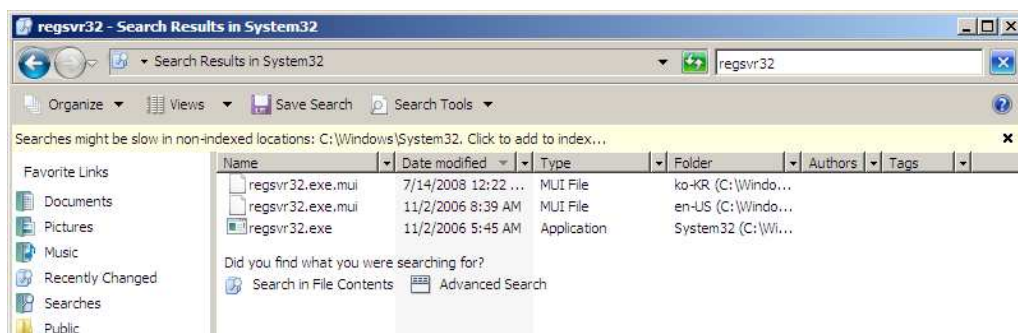 regsvr32 - Search Results in System32
Search Results in System32
regsvr32
Organize Views Save Search Search Tools
Searches might be slow in non-indexed locations: C:\Windows\System32. Click to add to index...
Favorite Links
Documents
Pictures
Music
Recently Changed
Searches
Public
Name Date modified Type Folder Authors Tags
regsvr32.exe.mui 7/14/2008 12:22 ... MUI File ko-KR (C:\Windo...
regsvr32.exe.mui 11/2/2006 8:39 AM MUI File en-US (C:\Windo...
regsvr32.exe 11/2/2006 5:45 AM Application System32 (C:\Wi...
Did you find what you were searching for?
Search in File Contents Advanced Search